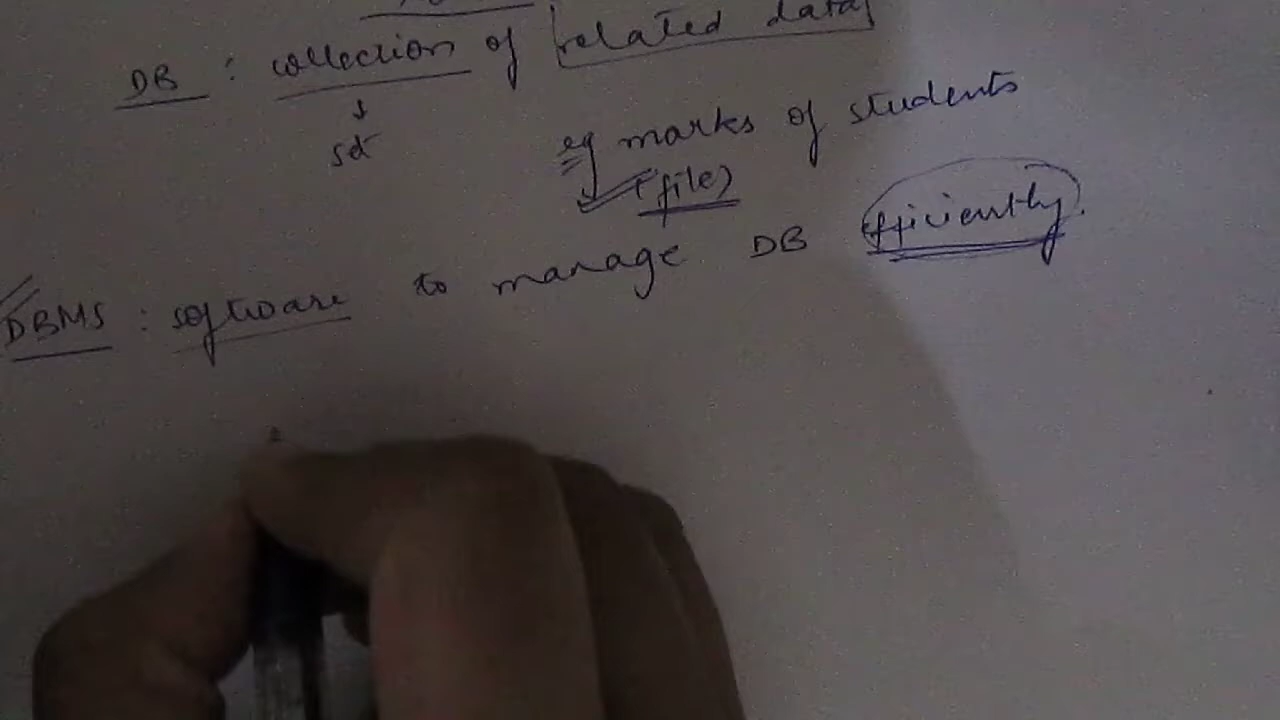 DB : collection of related data
set
eg marks of students
(file)
DBMS : software to manage DB efficiently.